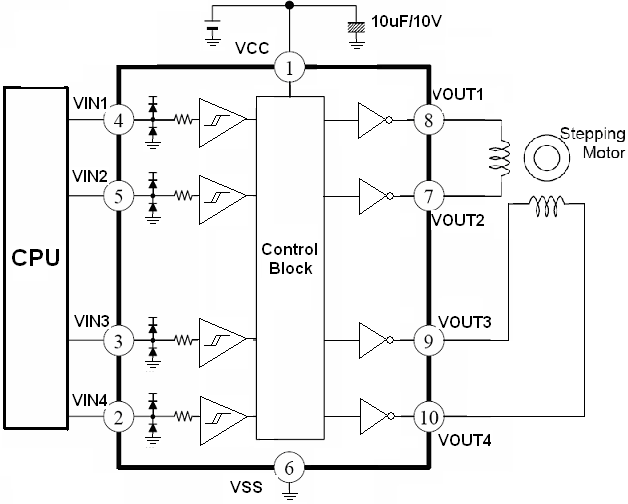 10uF/10V
VCC
1
VIN1
4
8
VOUT1
Stepping
Motor
VIN2
5
7
VOUT2
CPU
Control
Block
VIN3
3
9
VOUT3
VIN4
2
10
VOUT4
6
VSS